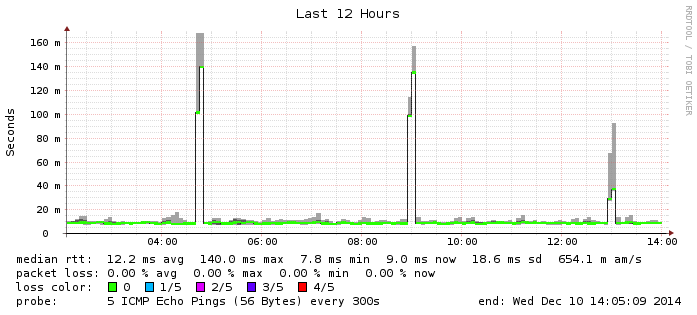 Last 12 Hours
RRDTOOL / TOBI OETIKER
Seconds
160 m
140 m
120 m
100 m
80 m
60 m
40 m
20 m
0
04:00 06:00 08:00 10:00 12:00 14:00
median rtt: 12.2 ms avg 140.0 ms max 7.8 ms min 9.0 ms now 18.6 ms sd 654.1 m am/s
packet loss: 0.00 % avg 0.00 % max 0.00 % min 0.00 % now
loss color: 0 1/5 2/5 3/5 4/5
probe: 5 ICMP Echo Pings (56 Bytes) every 300s end: Wed Dec 10 14:05:09 2014